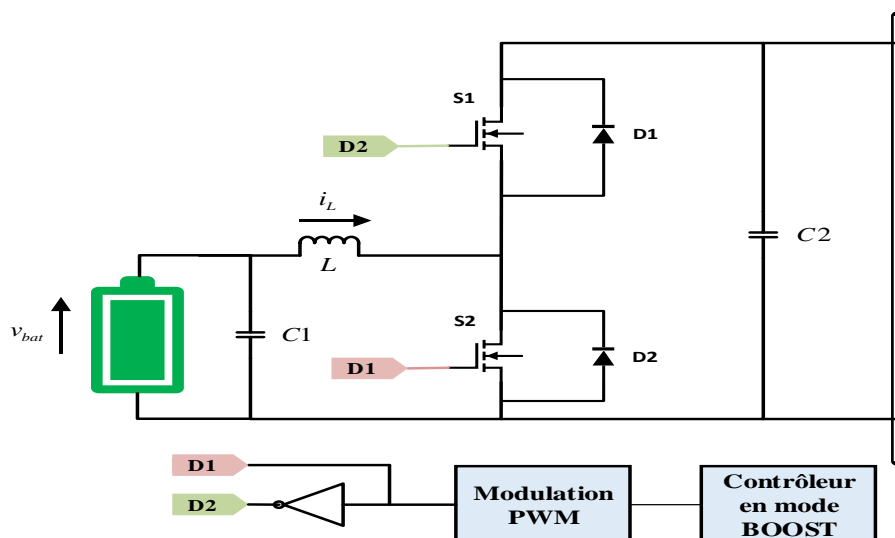 S1
D2
D1
i_L
L
C2
v_bat
C1
S2
D1
D2
D1
D2
Modulation
PWM
Contrôleur
en mode
BOOST